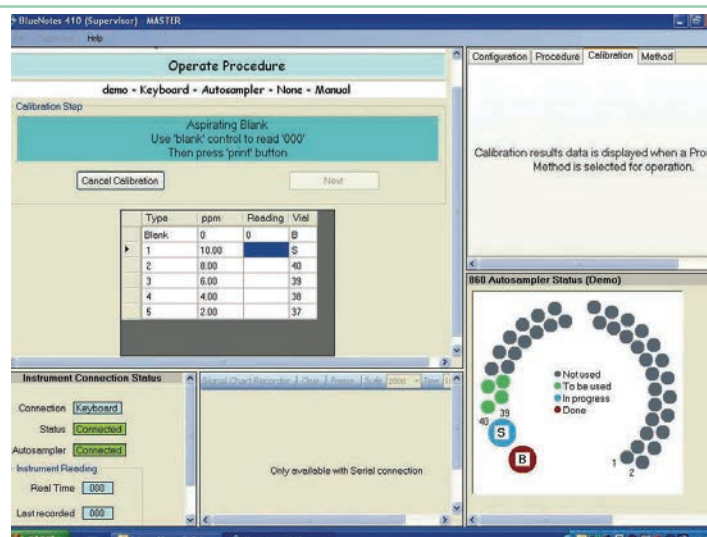 BlueNotes 410 (Supervisor) - MASTER
Help
Operate Procedure
demo - Keyboard - Autosampler - None - Manual
Calibration Step
Aspirating Blank
Use 'blank' control to read '000'
Then press 'print' button
Cancel Calibration
Next
Type ppm Reading Vial
Blank 0 0 B
1 10.00 S
2 8.00 40
3 6.00 39
4 4.00 38
5 2.00 37
Configuration Procedure Calibration Method
Calibration results data is displayed when a Pro
Method is selected for operation.
860 Autosampler Status (Demo)
Not used
To be used
In progress
Done
40 39
S
B
1
2
Instrument Connection Status
Connection Keyboard
Status Connected
Autosampler Connected
Instrument Reading
Real Time 000
Last recorded 000
Signal Chart Recorder Clear Freeze Scale 2000 Time
Only available with Serial connection